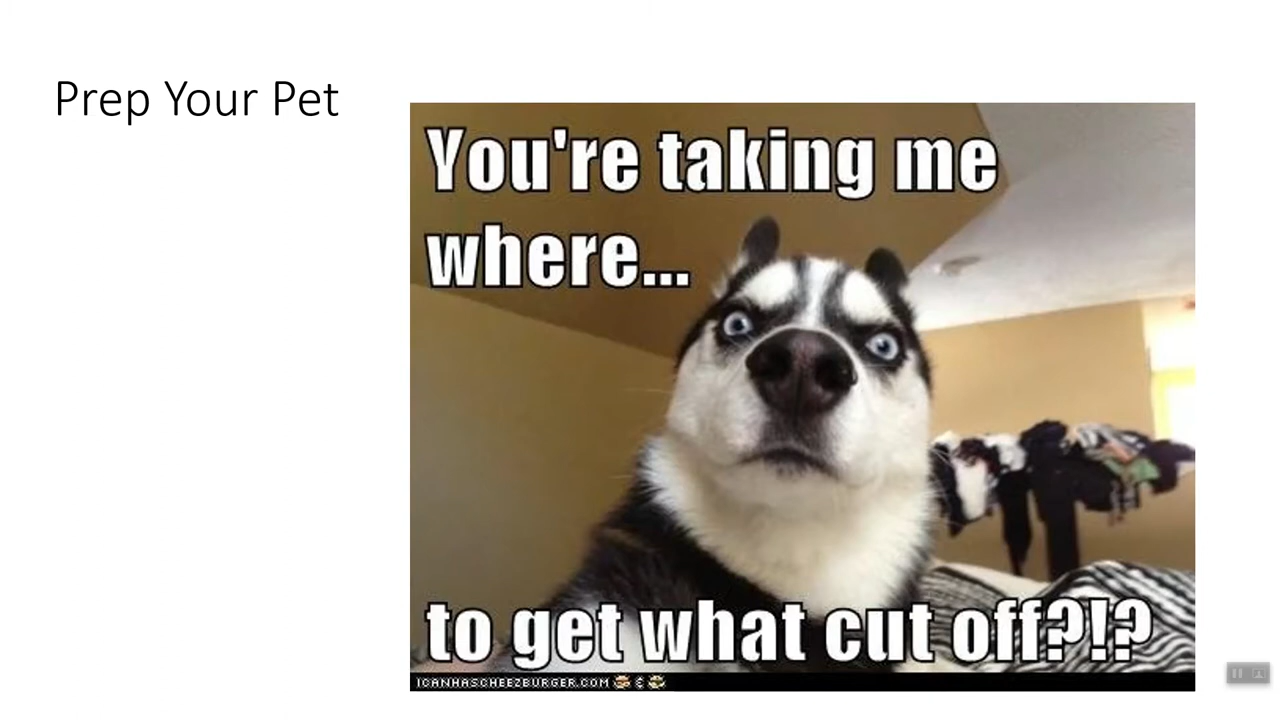 Prep Your Pet
You're taking me
where...
to get what cut off?!?
ICANHASCHEEZBURGER.COM